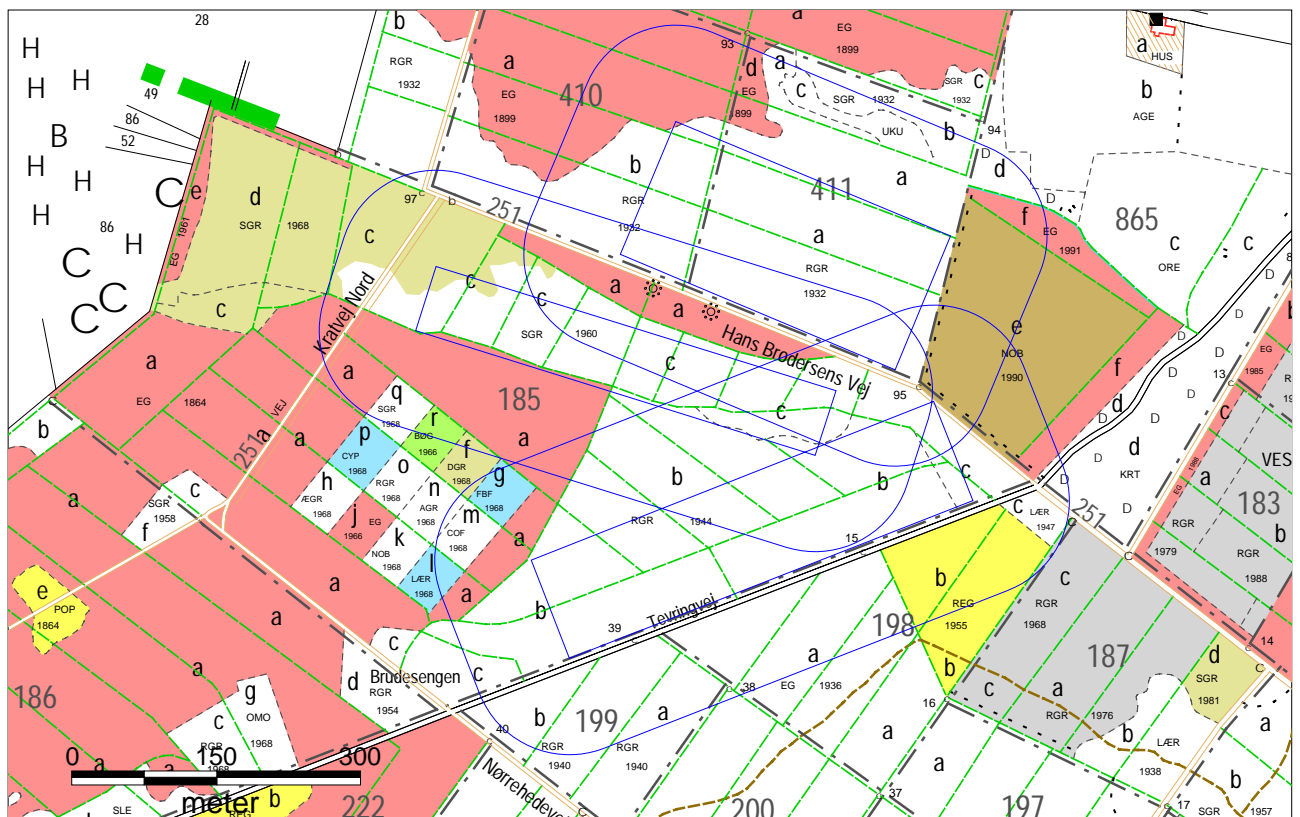 28
b
RGR
1932
a
EG
1899
410
93
a
EG
1899
d
EG
1899
a
c
SGR
1932
UKU
SGR
1932
c
b
94
D
d
a
HUS
b
AGE
H
H
H
B
H
H
H
H
49
86
52
86
C
C
C
C
e
EG
1961
d
SGR
1968
c
97
b
251
c
b
RGR
1932
411
a
a
RGR
1932
D
f
EG
1991
865
c
ORE
c
e
NOB
1990
f
Kratvej Nord
c
c
SGR
1960
a
a
Hans Brodersens Vej
c
c
95
a
EG
1864
a
185
q
SGR
1968
r
BØG
1966
p
CYP
1968
o
RGR
1968
f
DGR
1968
g
FBF
1968
h
ÆGR
1968
n
AGR
1968
m
COF
1968
j
EG
1966
k
NOB
1968
l
LÆR
1968
a
a
a
a
VEJ
251
a
b
a
c
SGR
1958
f
b
RGR
1944
b
c
15
d
D
D
D
D
D
D
d
KRT
D
D
D
D
13
EG
1985
c
EG
1988
a
RGR
1979
VES
183
b
RGR
1988
251
C
c
LÆR
1947
b
REG
1955
c
RGR
1968
198
b
187
a
RGR
1976
c
d
SGR
1981
14
C
a
b
LÆR
1938
b
SGR
1957
17
16
a
197
37
200
Tevringvej
39
b
38
a
EG
1936
199
a
b
RGR
1940
RGR
1940
40
Nørrehedevej
Brudesengen
c
c
d
RGR
1954
e
POP
1864
a
186
a
g
OMO
1968
c
RGR
1968
a
b
REG
SLE
222
0 150 300
meter